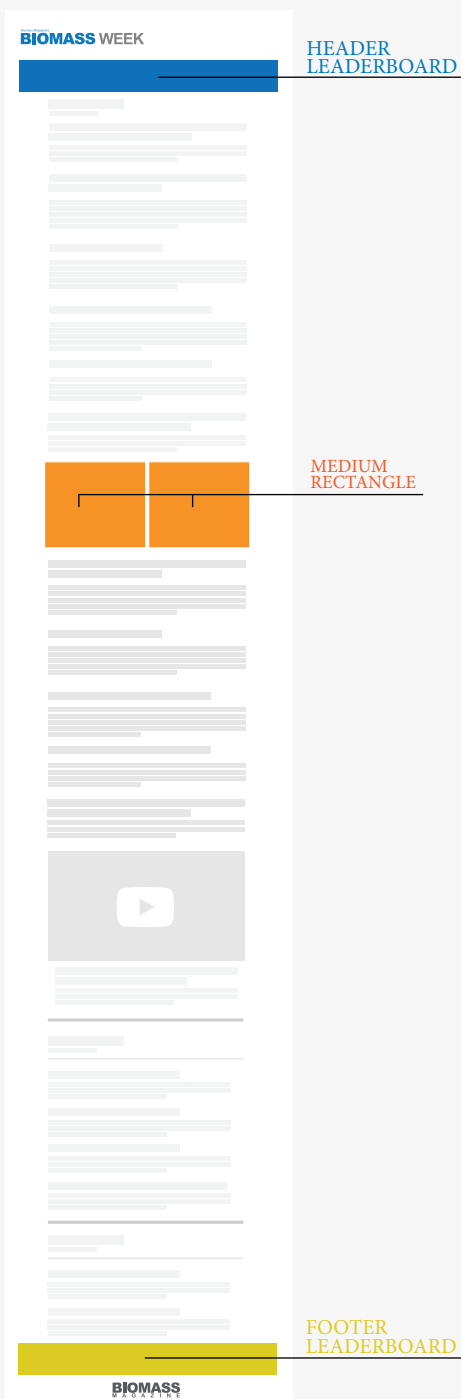 BIOMASS WEEK
HEADER
LEADERBOARD
MEDIUM
RECTANGLE
FOOTER
LEADERBOARD
BIOMASS
MAGAZINE